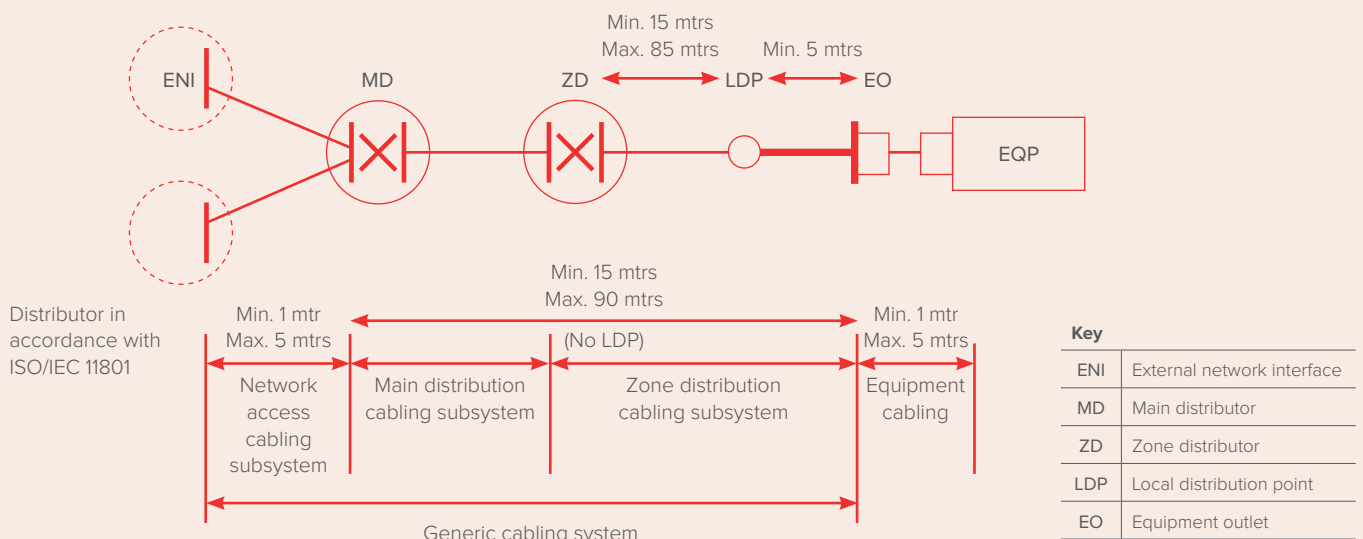 Min. 15 mtrs
Max. 85 mtrs
Min. 5 mtrs
ENI
MD
ZD
LDP
EO
EQP
Min. 15 mtrs
Max. 90 mtrs
(No LDP)
Distributor in
accordance with
ISO/IEC 11801
Min. 1 mtr
Max. 5 mtrs
Min. 1 mtr
Max. 5 mtrs
Network
access
cabling
subsystem
Main distribution
cabling subsystem
Zone distribution
cabling subsystem
Equipment
cabling
Generic cabling system
Key
ENI External network interface
MD Main distributor
ZD Zone distributor
LDP Local distribution point
EO Equipment outlet